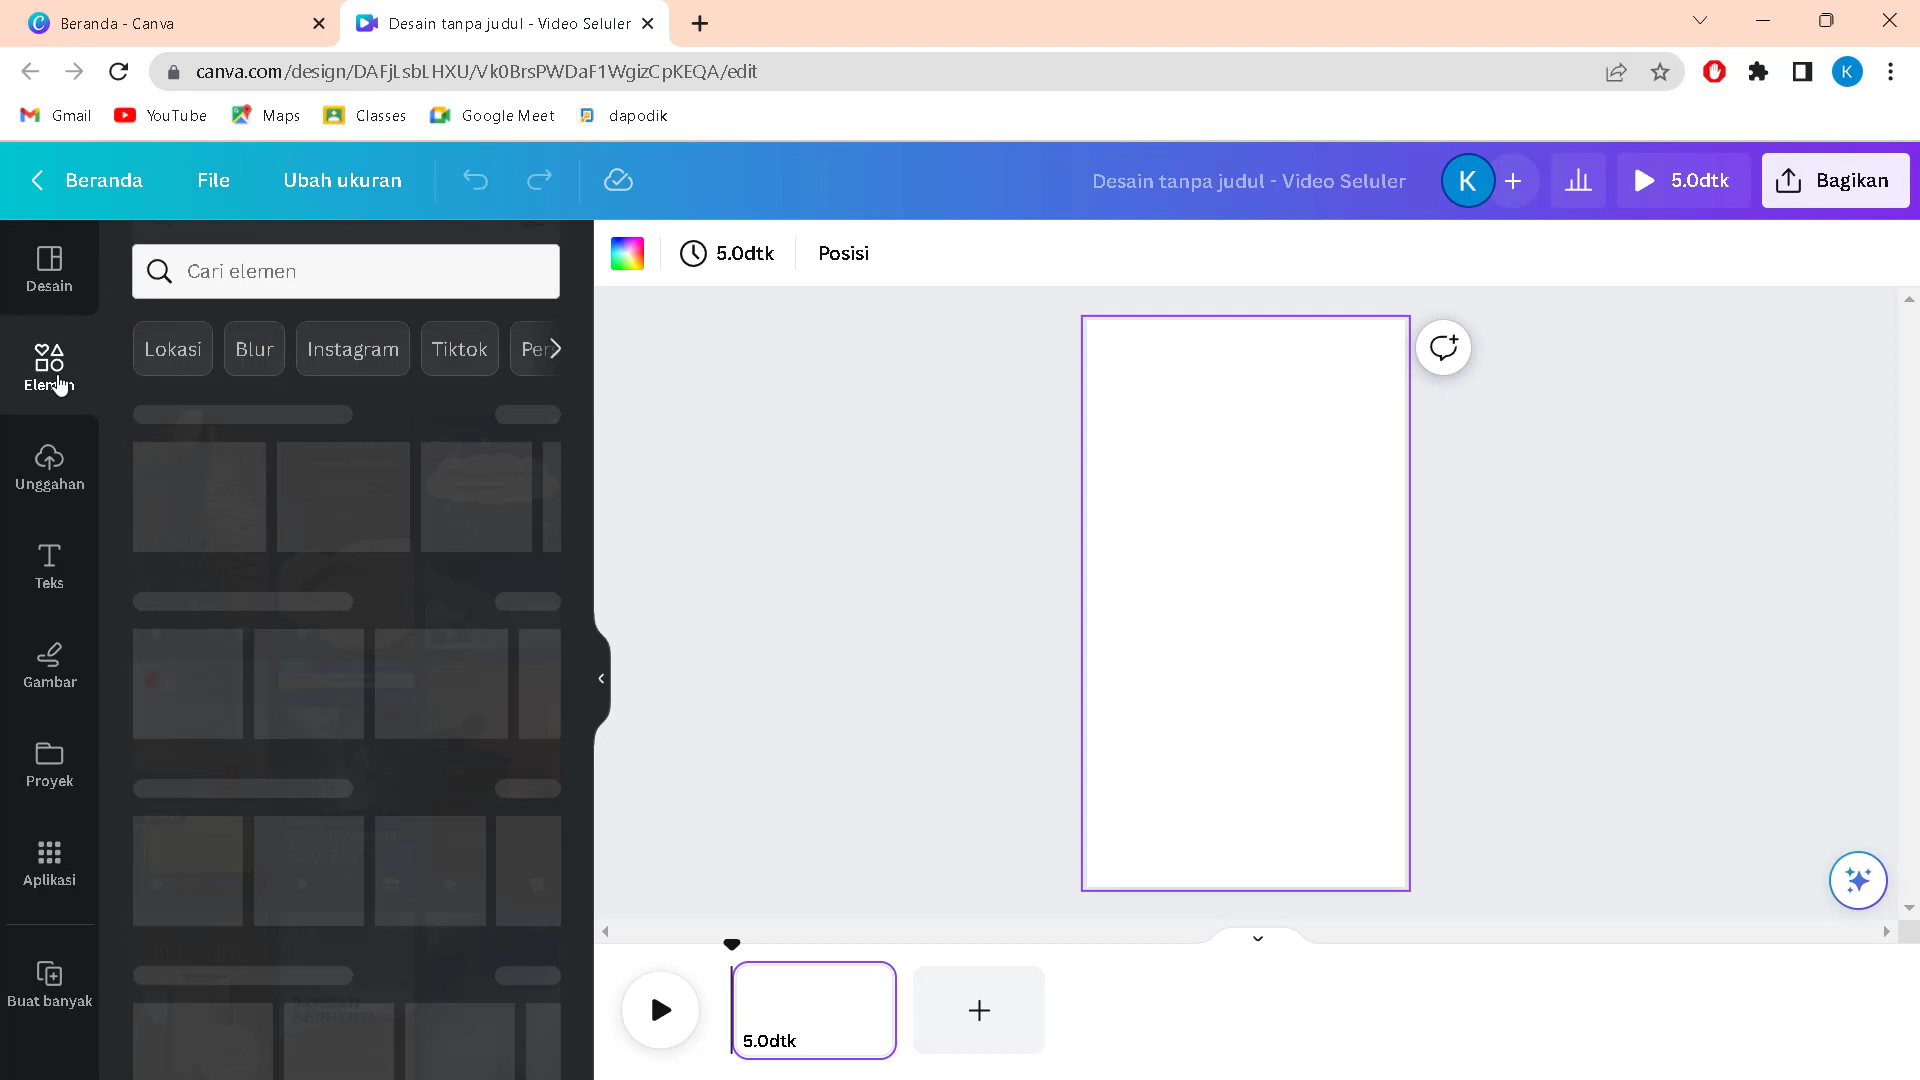 Beranda - Canva
Desain tanpa judul - Video Seluler
canva.com/design/DAFjLsbLHXU/Vk0BrsPWDaF1WgizCpKEQA/edit
K
Gmail
YouTube
Maps
Classes
Google Meet
dapodik
Beranda
File
Ubah ukuran
Desain tanpa judul - Video Seluler
K
5.0dtk
Bagikan
Desain
Elemen
Unggahan
Teks
Gambar
Proyek
Aplikasi
Buat banyak
Cari elemen
Lokasi
Blur
Instagram
Tiktok
5.0dtk
Posisi
5.0dtk